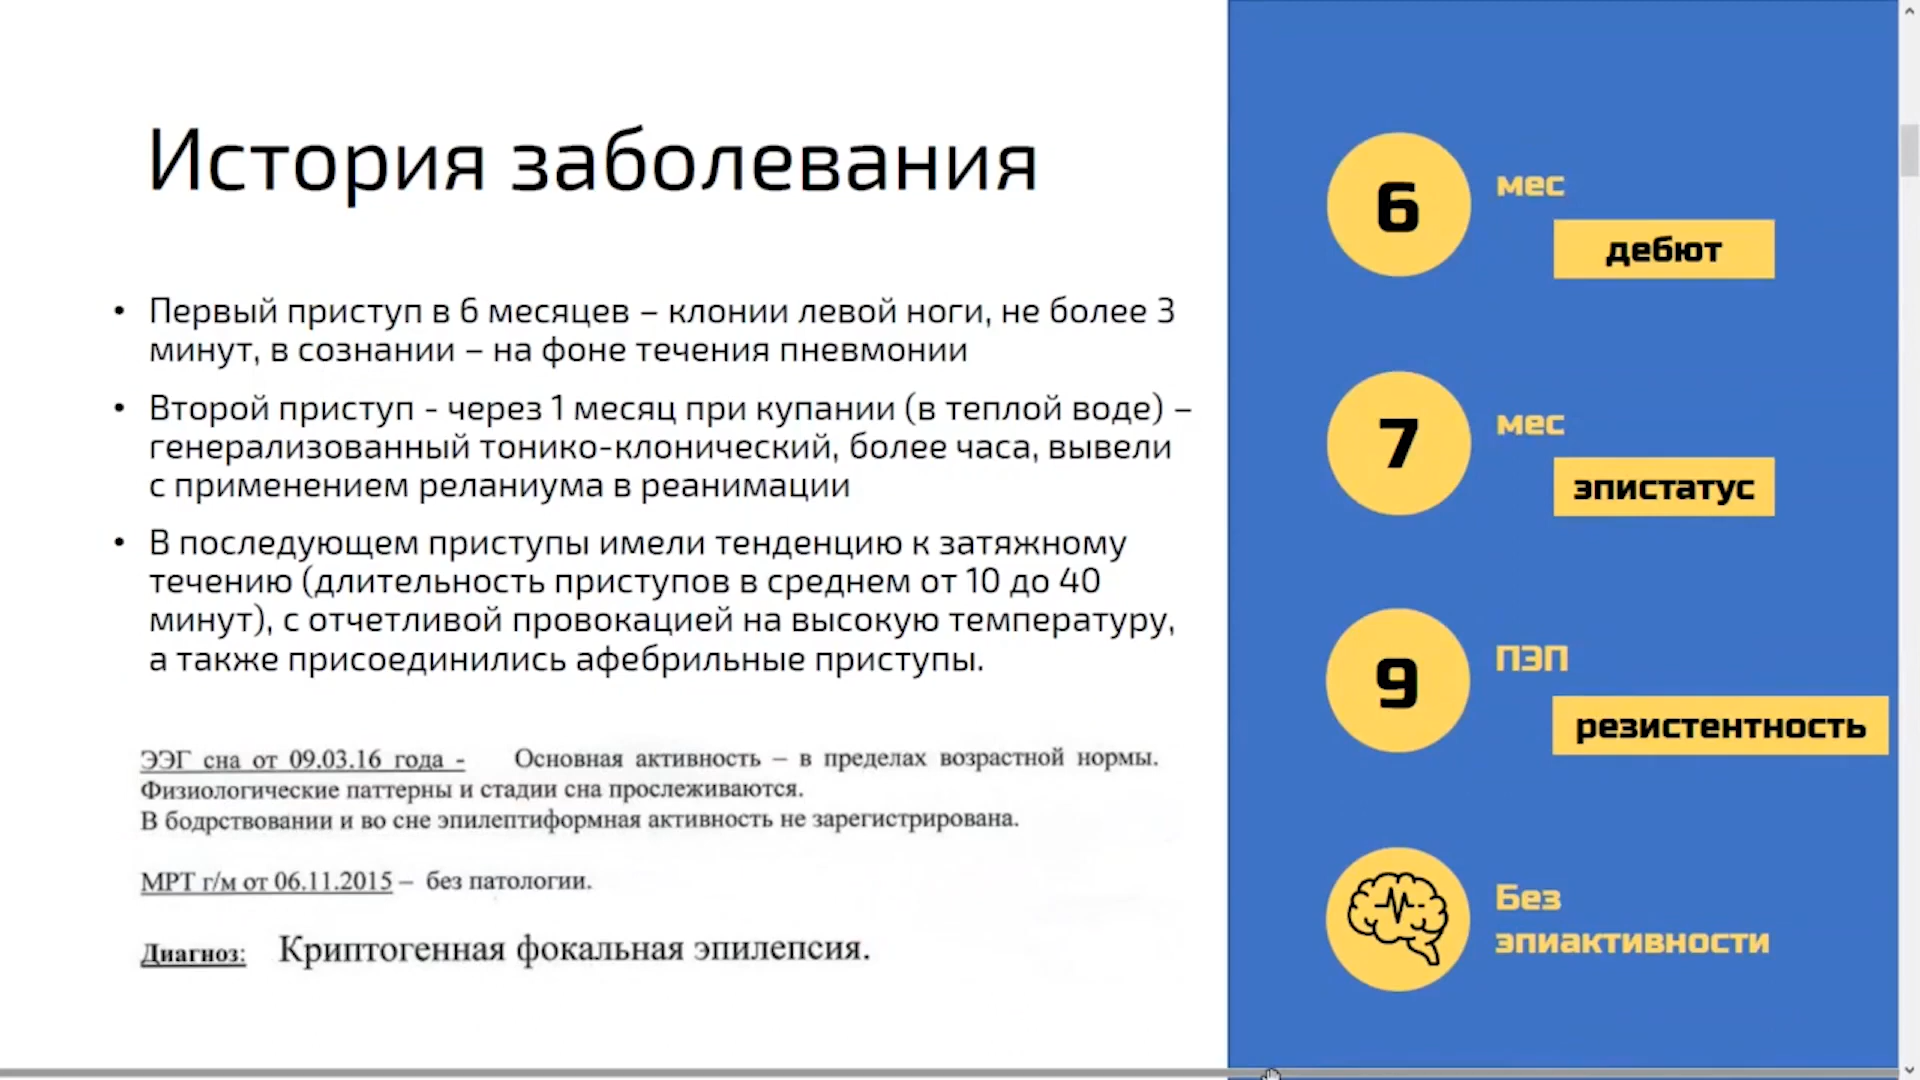 История заболевания
• Первый приступ в 6 месяцев – клонии левой ноги, не более 3
минут, в сознании – на фоне течения пневмонии
• Второй приступ - через 1 месяц при купании (в теплой воде) –
генерализованный тонико-клонический, более часа, вывели
с применением реланиума в реанимации
• В последующем приступы имели тенденцию к затяжному
течению (длительность приступов в среднем от 10 до 40
минут), с отчетливой провокацией на высокую температуру,
а также присоединились афебрильные приступы.
ЭЭГ сна от 09.03.16 года - Основная активность – в пределах возрастной нормы.
Физиологические паттерны и стадии сна прослеживаются.
В бодрствовании и во сне эпилептиформная активность не зарегистрирована.
МРТ г/м от 06.11.2015 – без патологии.
Диагноз: Криптогенная фокальная эпилепсия.
6 мес
дебют
7 мес
эпистатус
9 ПЭП
резистентность
Без
эпиактивности